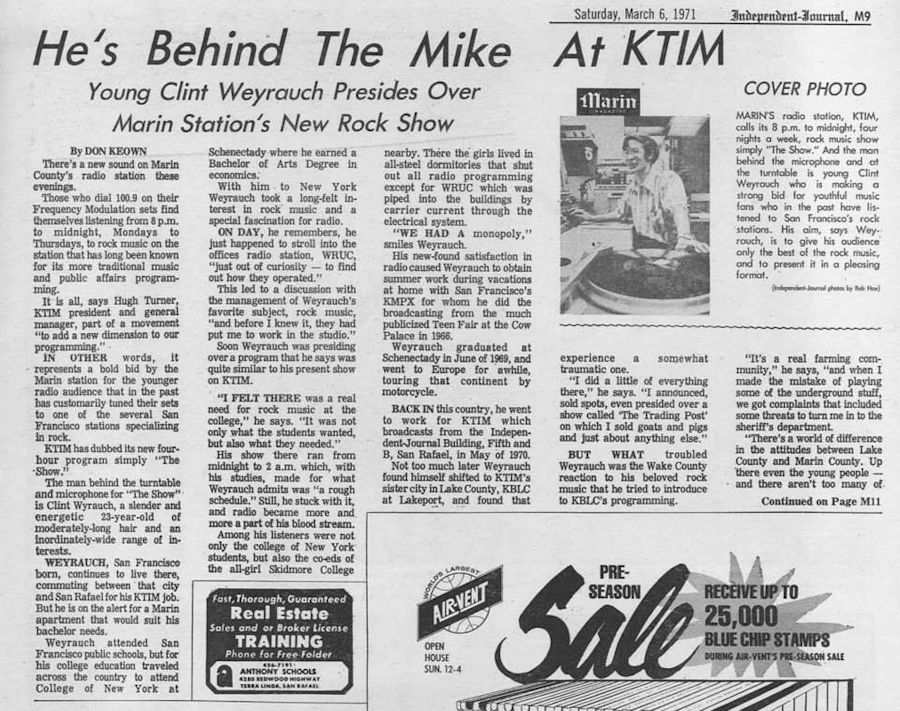 Saturday, March 6, 1971 Independent-Journal, M9
He's Behind The Mike At KTIM
Young Clint Weyrauch Presides Over
Marin Station's New Rock Show
By DON KEOWN
There's a new sound on Marin
County's radio station these
evenings.
Those who dial 100.9 on their
Frequency Modulation sets find
themselves listening from 8 p.m.
to midnight, Mondays to
Thursdays, to rock music on the
station that has long been known
for its more traditional music
and public affairs program-
ming.
It is all, says Hugh Turner,
KTIM president and general
manager, part of a movement
"to add a new dimension to our
programming."
IN OTHER words, it
represents a bold bid by the
Marin station for the younger
radio audience that in the past
has customarily tuned their sets
to one of the several San
Francisco stations specializing
in rock.
KTIM has dubbed its new four-
hour program simply "The
Show."
The man behind the turntable
and microphone for "The Show"
is Clint Wyrauch, a slender and
energetic 23-year-old of
moderately-long hair and an
inordinately-wide range of in-
terests.
WEYRAUCH, San Francisco
born, continues to live there,
commuting between that city
and San Rafael for his KTIM job.
But he is on the alert for a Marin
apartment that would suit his
bachelor needs.
Weyrauch attended San
Francisco public schools, but for
his college education traveled
across the country to attend
College of New York at
Schenectady where he earned a
Bachelor of Arts Degree in
economics.
With him to New York
Weyrauch took a long-felt in-
terest in rock music and a
special fascination for radio.
ON DAY, he remembers, he
just happened to stroll into the
offices radio station, WRUC,
"just out of curiosity — to find
out how they operated."
This led to a discussion with
the management of Weyrauch's
favorite subject, rock music,
"and before I knew it, they had
put me to work in the studio."
Soon Weyrauch was presiding
over a program that he says was
quite similar to his present show
on KTIM.
"I FELT THERE was a real
need for rock music at the
college," he says. "It was not
only what the students wanted,
but also what they needed."
His show there ran from
midnight to 2 a.m. which, with
his studies, made for what
Weyrauch admits was "a rough
schedule." Still, he stuck with it,
and radio became more and
more a part of his blood stream.
Among his listeners were not
only the college of New York
students, but also the co-eds of
the all-girl Skidmore College
nearby. There the girls lived in
all-steel dormitories that shut
out all radio programming
except for WRUC which was
piped into the buildings by
carrier current through the
electrical system.
"WE HAD A monopoly,"
smiles Weyrauch.
His new-found satisfaction in
radio caused Weyrauch to obtain
summer work during vacations
at home with San Francisco's
KMPX for whom he did the
broadcasting from the much
publicized Teen Fair at the Cow
Palace in 1966.
Weyrauch graduated at
Schenectady in June of 1969, and
went to Europe for awhile,
touring that continent by
motorcycle.
BACK IN this country, he went
to work for KTIM which
broadcasts from the Indepen-
dent-Journal Building, Fifth and
B, San Rafael, in May of 1970.
Not too much later Weyrauch
found himself shifted to KTIM's
sister city in Lake County, KBLC
at Lakeport, and found that
experience a somewhat
traumatic one.
"I did a little of everything
there," he says. "I announced,
sold spots, even presided over a
show called 'The Trading Post'
on which I sold goats and pigs
and just about anything else."
BUT WHAT troubled
Weyrauch was the Wake County
reaction to his beloved rock
music that he tried to introduce
to KBLC's programming.
"It's a real farming com-
munity," he says, "and when I
made the mistake of playing
some of the underground stuff,
we got complaints that included
some threats to turn me in to the
sheriff's department.
"There's a world of difference
in the attitudes between Lake
County and Marin County. Up
there even the young people —
and there aren't too many of
Continued on Page M11
Marin
MAGAZINE
COVER PHOTO
MARIN'S radio station, KTIM,
calls its 8 p.m. to midnight, four
nights a week, rock music show
simply "The Show." And the man
behind the microphone and at
the turntable is young Clint
Weyrauch who is making a
strong bid for youthful music
fans who in the past have lis-
tened to San Francisco's rock
stations. His aim, says Wey-
rauch, is to give his audience
only the best of the rock music,
and to present it in a pleasing
format.
(Independent-Journal photos by Bob Hax)
Fast, Thorough, Guaranteed
Real Estate
Sales and or Broker License
TRAINING
Phone for Free Folder
456-7191
ANTHONY SCHOOLS
4280 REDWOOD HIGHWAY
TERRA LINDA, SAN RAFAEL
WORLD'S LARGEST
AIR-VENT
OPEN
HOUSE
SUN. 12-4
PRE-
SEASON
Sale
RECEIVE UP TO
25,000
BLUE CHIP STAMPS
DURING AIR-VENT'S PRE-SEASON SALE